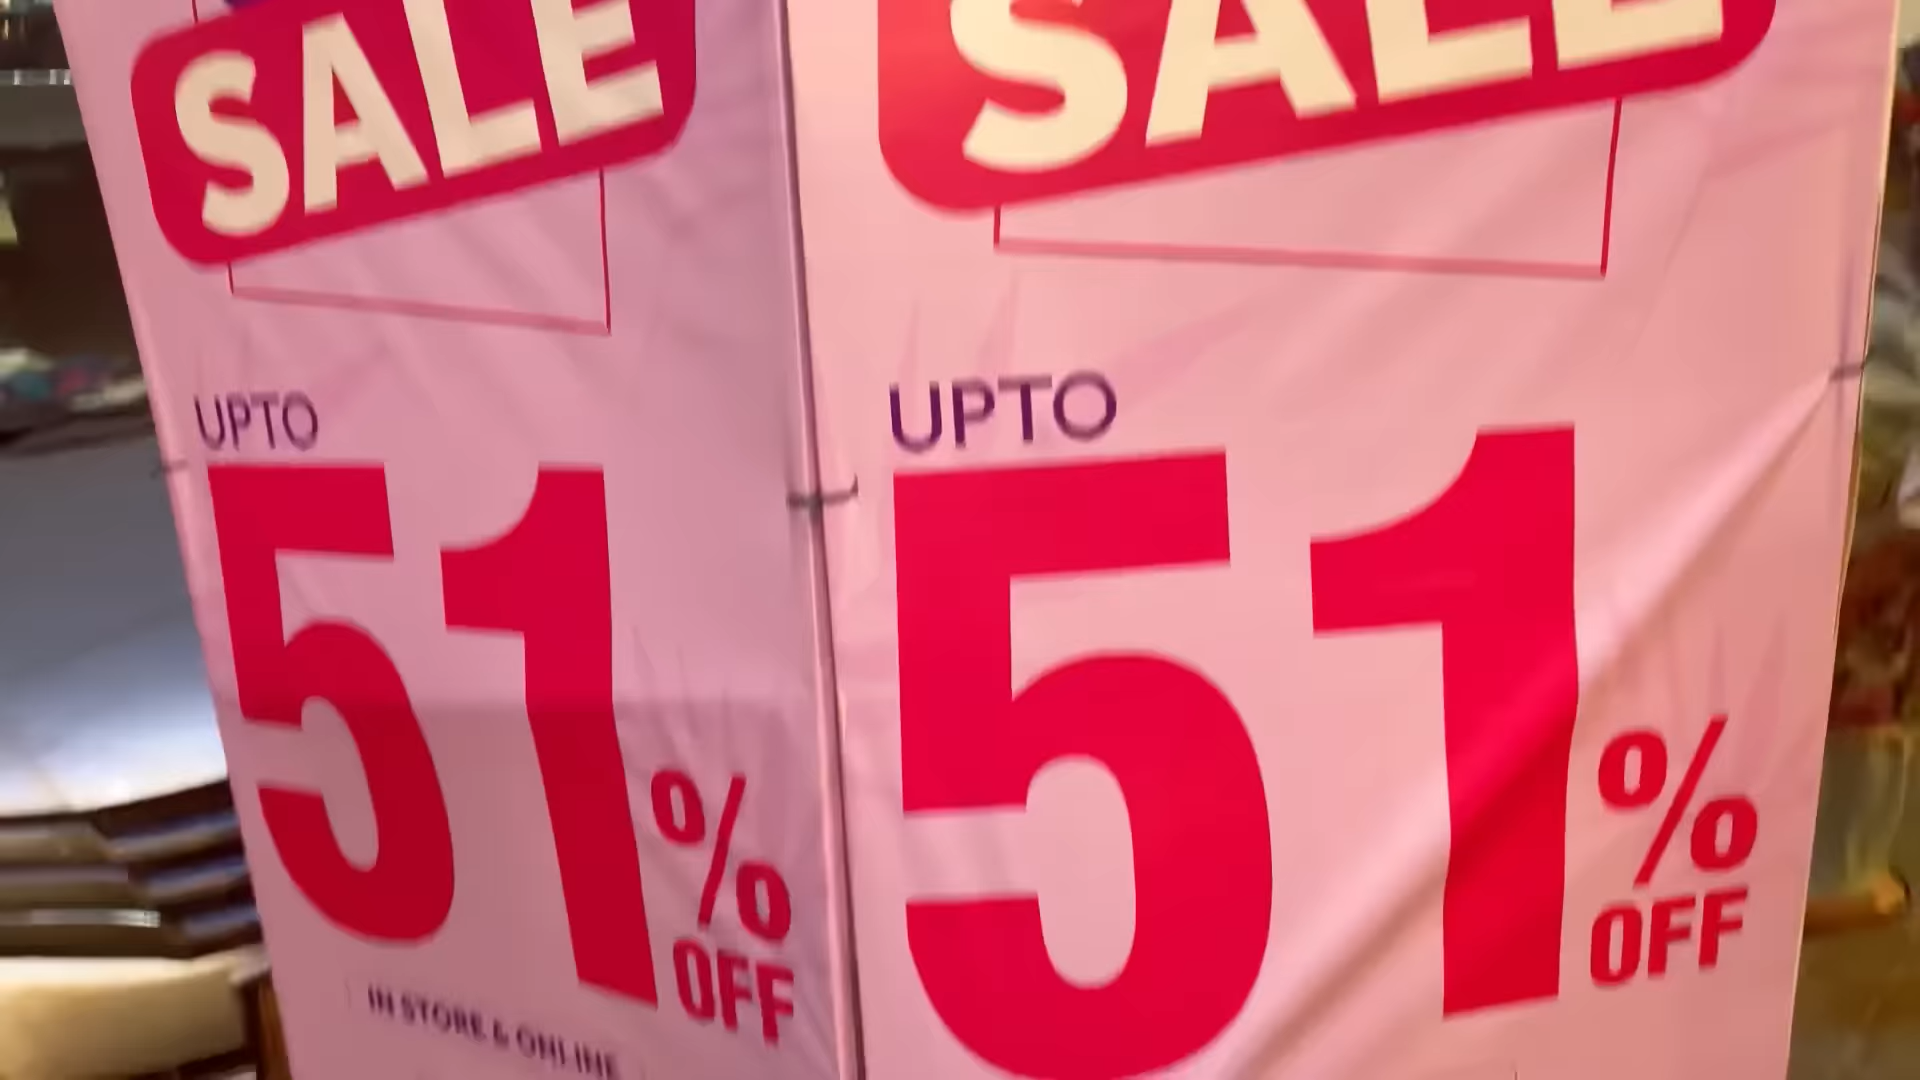 SALE
UPTO
51
%
OFF
IN STORE & ONLINE
SALE
UPTO
51
%
OFF